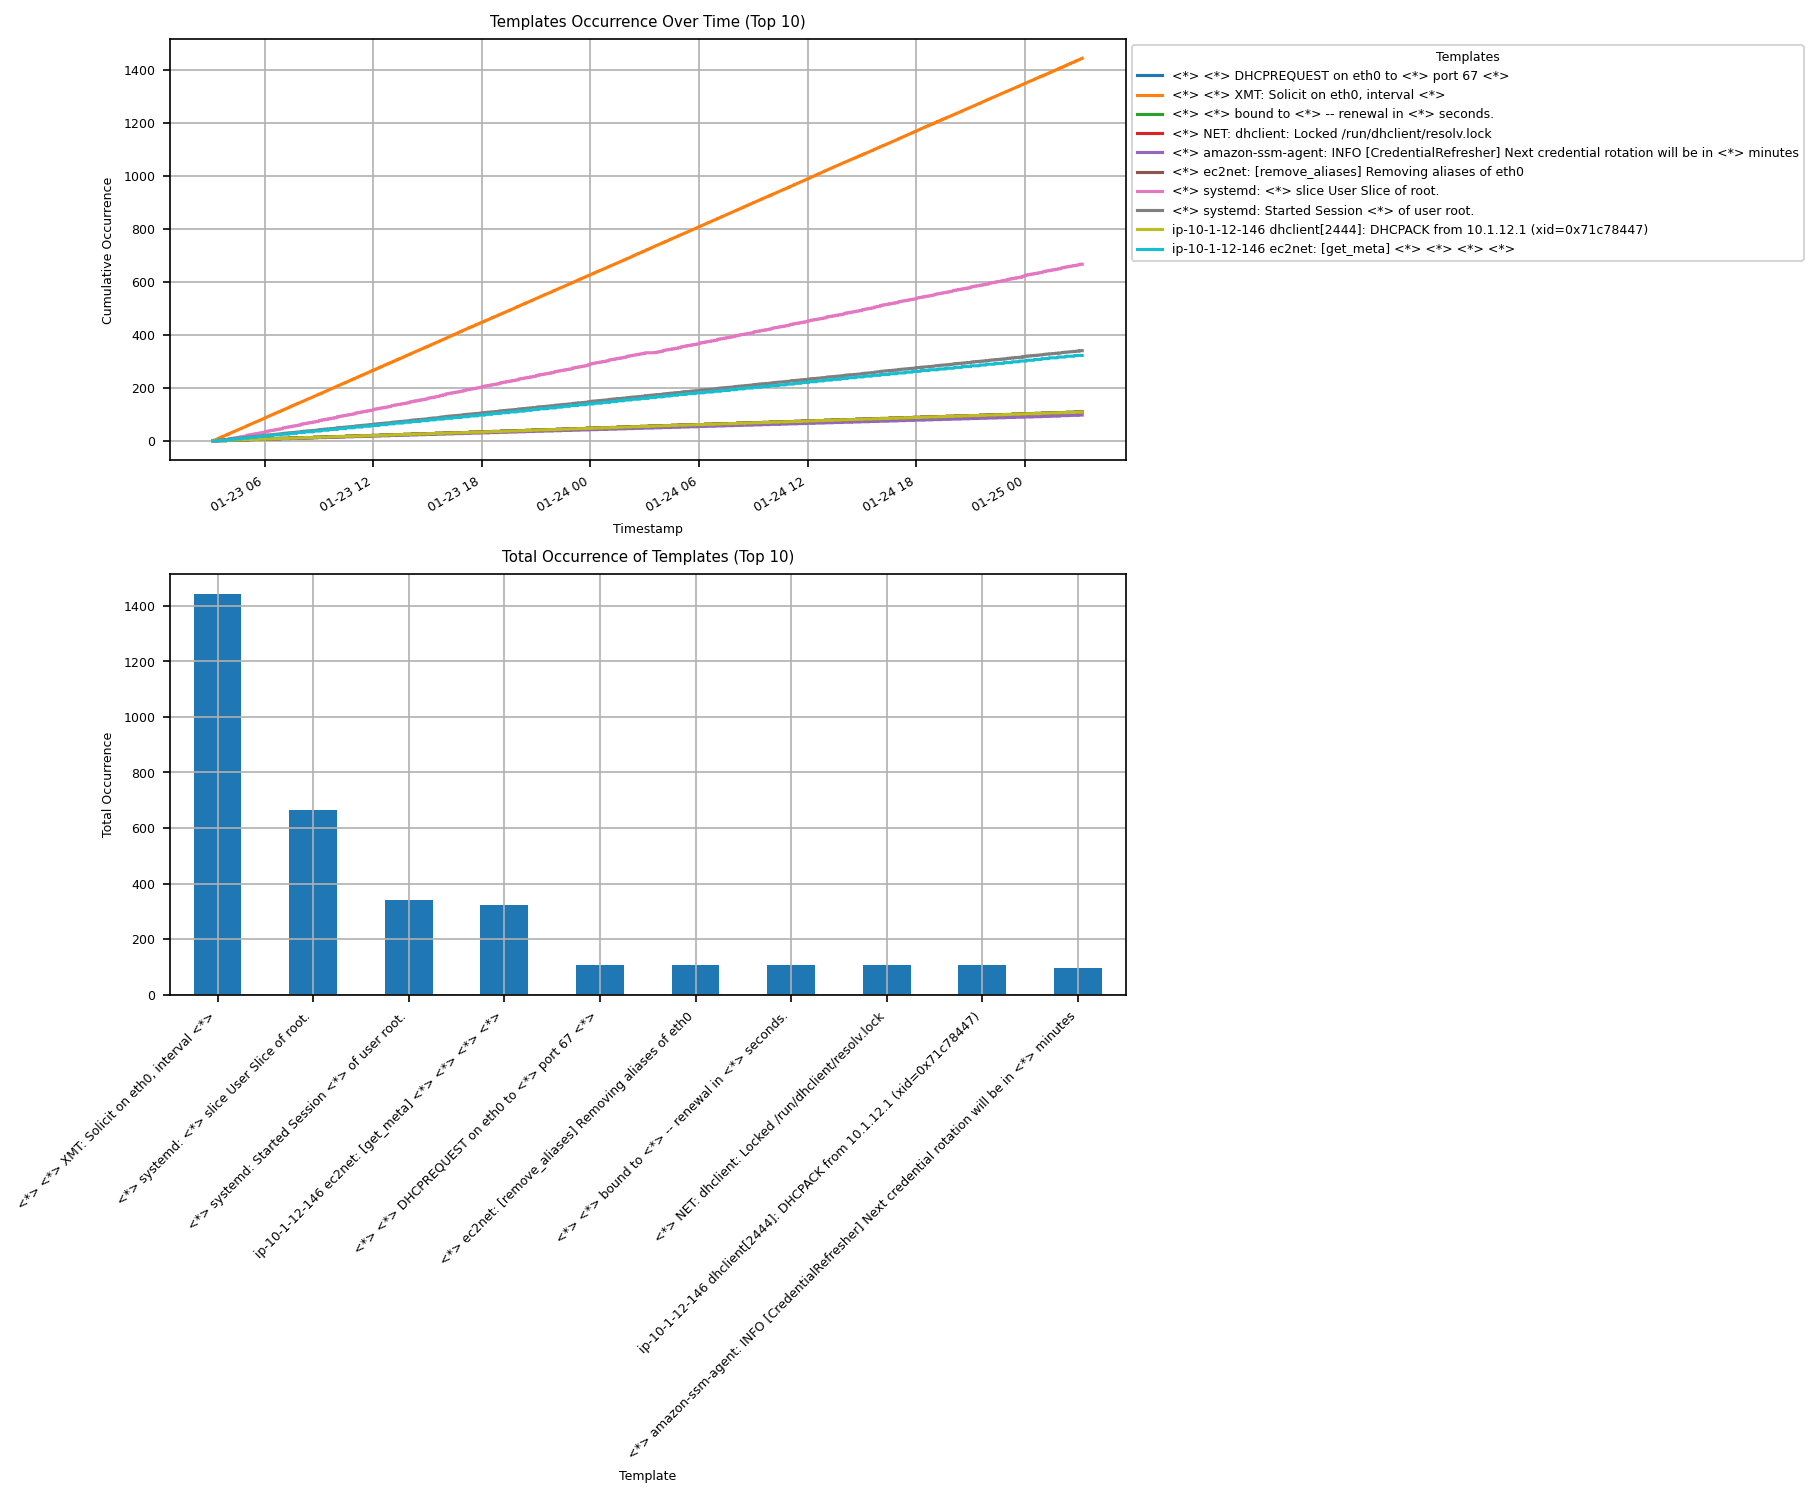 Templates Occurrence Over Time (Top 10)
Cumulative Occurrence
1400
1200
1000
800
600
400
200
0
01-23 06
01-23 12
01-23 18
01-24 00
01-24 06
01-24 12
01-24 18
01-25 00
Timestamp
Templates
<*> <*> DHCPREQUEST on eth0 to <*> port 67 <*>
<*> <*> XMT: Solicit on eth0, interval <*>
<*> <*> bound to <*> -- renewal in <*> seconds.
<*> NET: dhclient: Locked /run/dhclient/resolv.lock
<*> amazon-ssm-agent: INFO [CredentialRefresher] Next credential rotation will be in <*> minutes
<*> ec2net: [remove_aliases] Removing aliases of eth0
<*> systemd: <*> slice User Slice of root.
<*> systemd: Started Session <*> of user root.
ip-10-1-12-146 dhclient[2444]: DHCPACK from 10.1.12.1 (xid=0x71c78447)
ip-10-1-12-146 ec2net: [get_meta] <*> <*> <*> <*>
Total Occurrence of Templates (Top 10)
Total Occurrence
1400
1200
1000
800
600
400
200
0
<*> <*> XMT: Solicit on eth0, interval <*>
<*> systemd: <*> slice User Slice of root.
<*> systemd: Started Session <*> of user root.
ip-10-1-12-146 ec2net: [get_meta] <*> <*> <*> <*>
<*> <*> DHCPREQUEST on eth0 to <*> port 67 <*>
<*> ec2net: [remove_aliases] Removing aliases of eth0
<*> <*> bound to <*> -- renewal in <*> seconds.
<*> NET: dhclient: Locked /run/dhclient/resolv.lock
ip-10-1-12-146 dhclient[2444]: DHCPACK from 10.1.12.1 (xid=0x71c78447)
<*> amazon-ssm-agent: INFO [CredentialRefresher] Next credential rotation will be in <*> minutes
Template